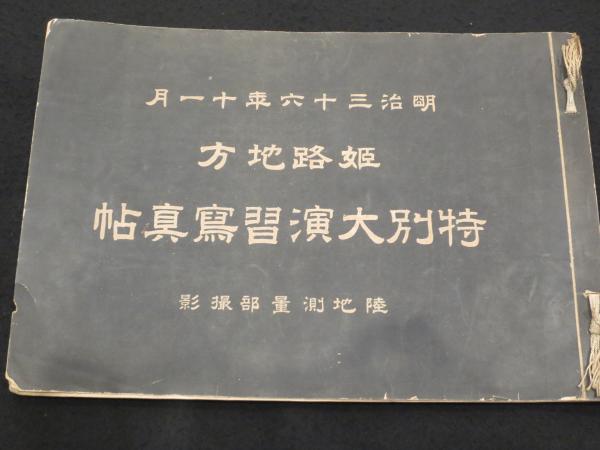 明治三十六年十一月
姫路地方
特別大演習寫真帖
陸地測量部撮影